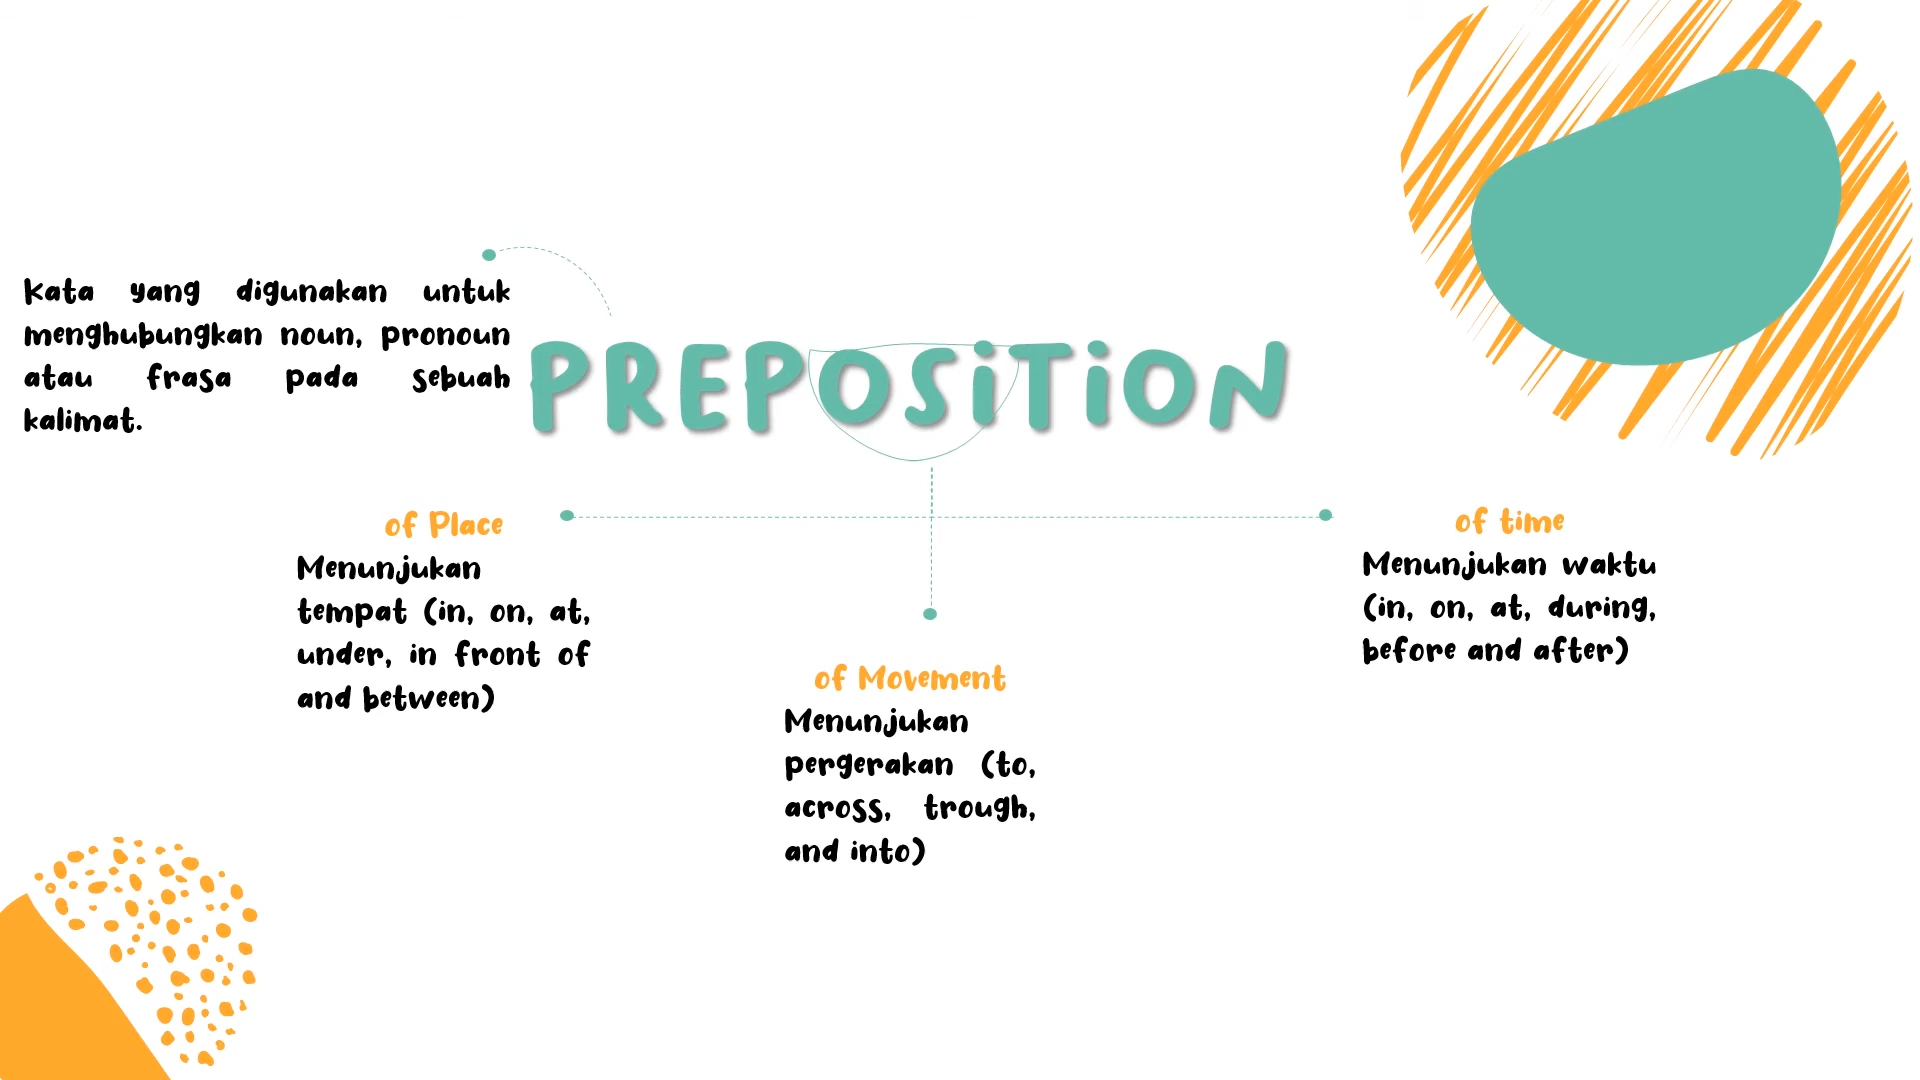 Kata yang digunakan untuk
menghubungkan noun, pronoun
atau frasa pada sebuah
kalimat.
PREPOSiTiON
of Place
Menunjukan
tempat (in, on, at,
under, in front of
and between)
of Movement
Menunjukan
pergerakan (to,
across, trough,
and into)
of time
Menunjukan waktu
(in, on, at, during,
before and after)